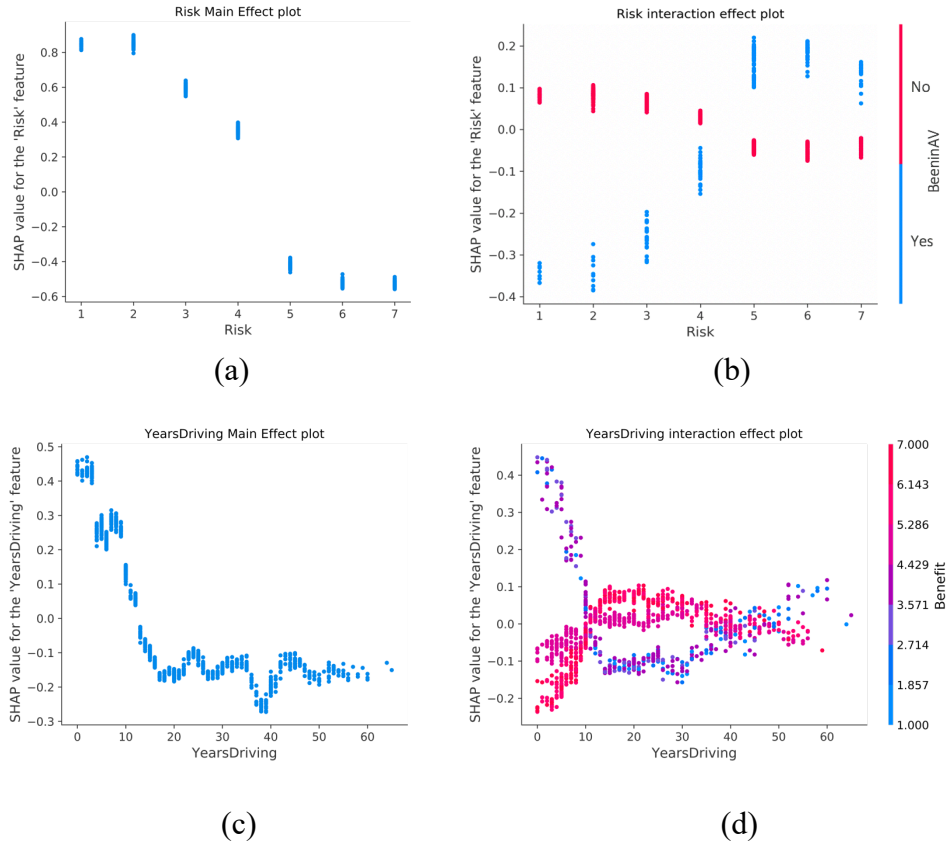 Risk Main Effect plot
SHAP value for the 'Risk' feature
0.8
0.6
0.4
0.2
0.0
−0.2
−0.4
−0.6
1 2 3 4 5 6 7
Risk
(a)
Risk interaction effect plot
SHAP value for the 'Risk' feature
0.2
0.1
0.0
−0.1
−0.2
−0.3
−0.4
1 2 3 4 5 6 7
Risk
No
Yes
BeeninAV
(b)
YearsDriving Main Effect plot
SHAP value for the 'YearsDriving' feature
0.5
0.4
0.3
0.2
0.1
0.0
−0.1
−0.2
−0.3
0 10 20 30 40 50 60
YearsDriving
(c)
YearsDriving interaction effect plot
SHAP value for the 'YearsDriving' feature
0.4
0.3
0.2
0.1
0.0
−0.1
−0.2
0 10 20 30 40 50 60
YearsDriving
7.000
6.143
5.286
4.429
3.571
2.714
1.857
1.000
Benefit
(d)